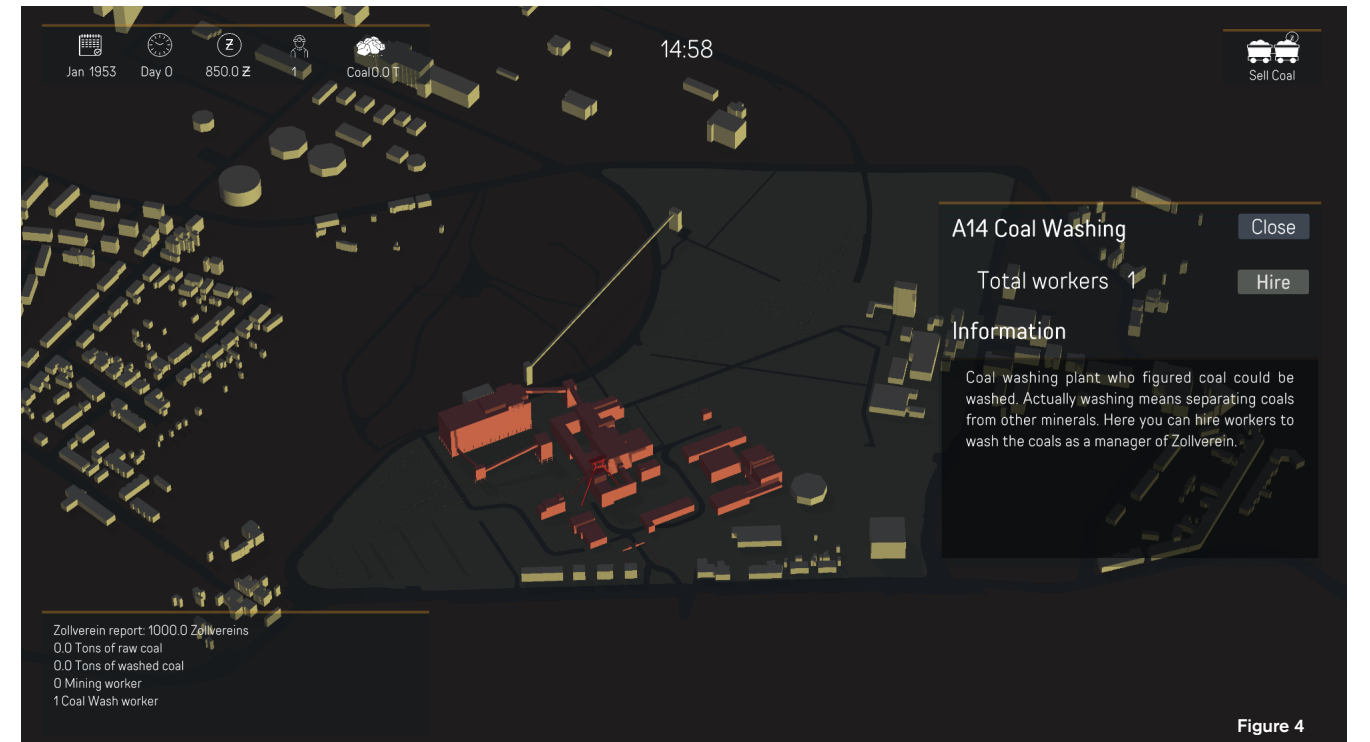 Jan 1953
Day 0
850.0 Ƶ
1
Coal 0.0 T
14:58
Sell Coal
A14 Coal Washing
Close
Total workers 1
Hire
Information
Coal washing plant who figured coal could be
washed. Actually washing means separating coals
from other minerals. Here you can hire workers to
wash the coals as a manager of Zollverein.
Zollverein report: 1000.0 Zollvereins
0.0 Tons of raw coal
0.0 Tons of washed coal
0 Mining worker
1 Coal Wash worker
Figure 4